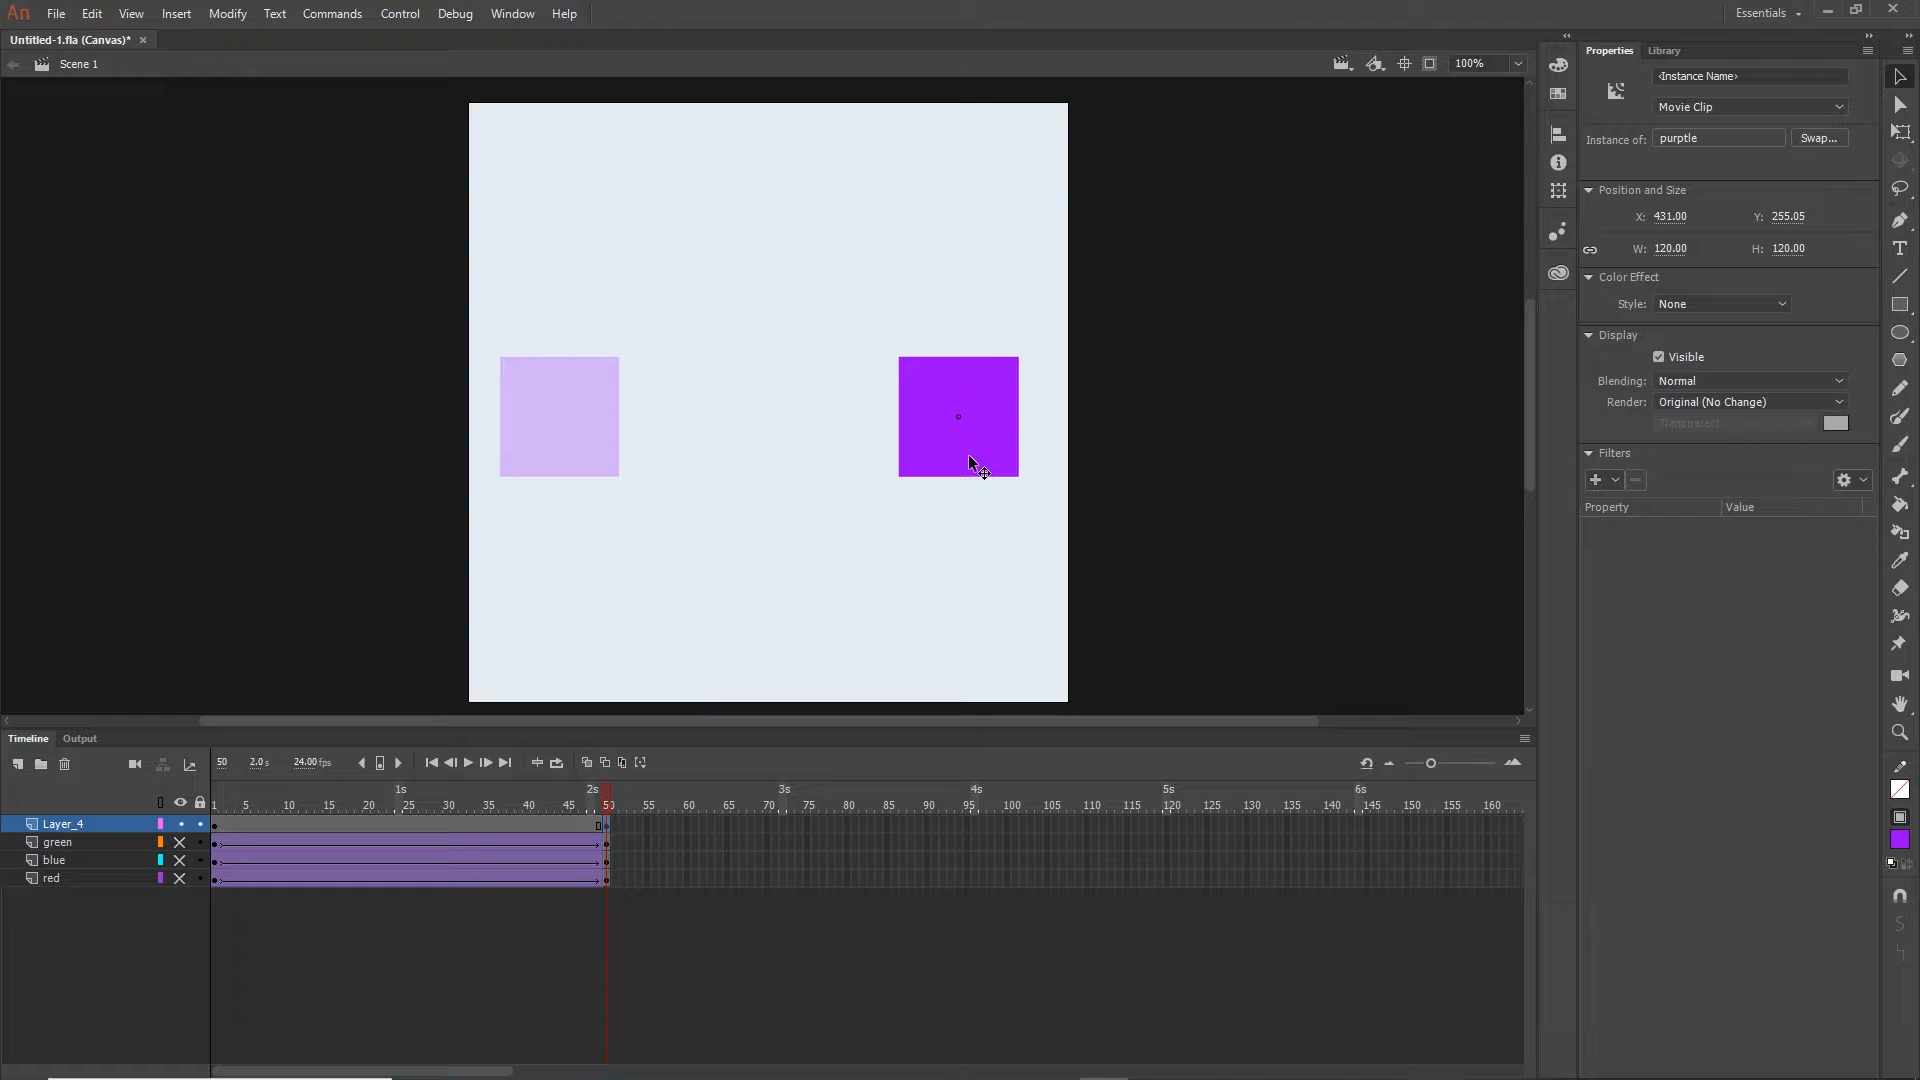 An File Edit View Insert Modify Text Commands Control Debug Window Help Essentials
Untitled-1.fla (Canvas)*
Scene 1
100%
Properties Library
<Instance Name>
Movie Clip
Instance of: purptle Swap...
Position and Size
X: 431.00 Y: 255.05
W: 120.00 H: 120.00
Color Effect
Style: None
Display
Visible
Blending: Normal
Render: Original (No Change)
Transparent
Filters
Property Value
Timeline Output
50 2.0 s 24.00 fps
1s 2s 3s 4s 5s 6s
1 5 10 15 20 25 30 35 40 45 50 55 60 65 70 75 80 85 90 95 100 105 110 115 120 125 130 135 140 145 150 155 160
Layer_4
green
blue
red